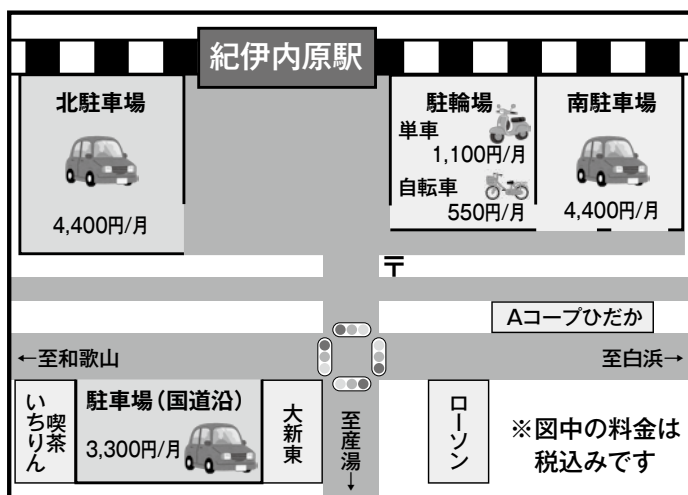 紀伊内原駅
北駐車場
4,400円/月
駐輪場
単車
1,100円/月
自転車
550円/月
南駐車場
4,400円/月
〒
Aコープひだか
←至和歌山
至白浜→
喫茶
いちりん
駐車場(国道沿)
3,300円/月
大新東
至産湯→
ローソン
※図中の料金は
税込みです